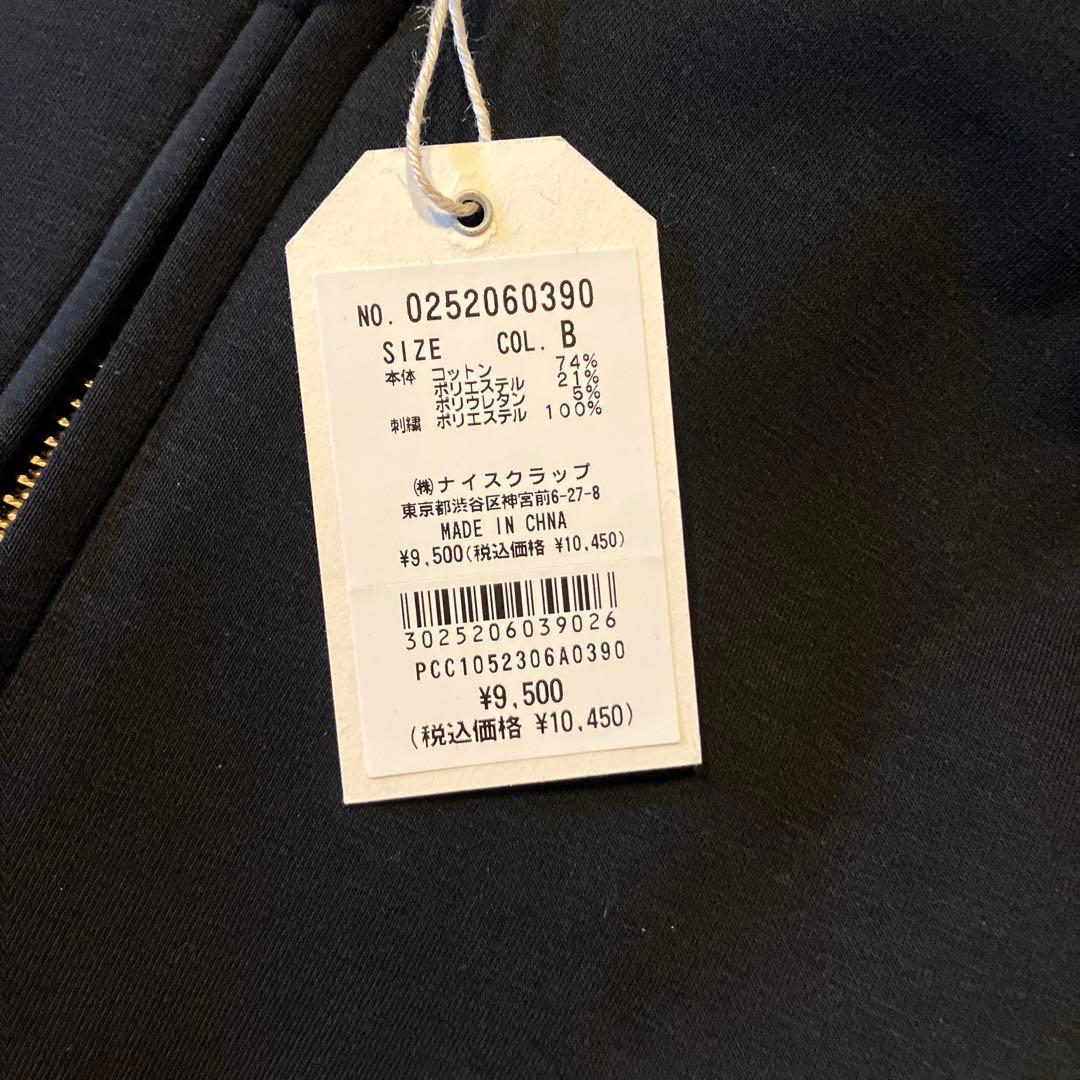 NO. 0252060390
SIZE COL. B
本体 コットン 74%
ポリエステル 21%
ポリウレタン 5%
刺繍 ポリエステル 100%
㈱ナイスクラップ
東京都渋谷区神宮前6-27-8
MADE IN CHNA
¥9,500(税込価格 ¥10,450)
3025206039026
PCC1052306A0390
¥9,500
(税込価格 ¥10,450)